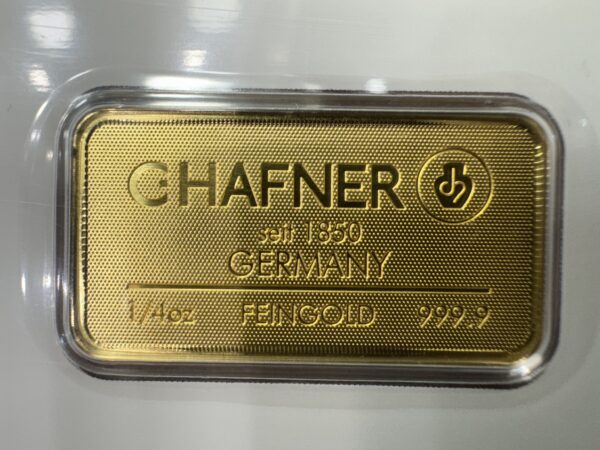 C:HAFNER
seit 1850
GERMANY
1/4oz FEINGOLD 999.9